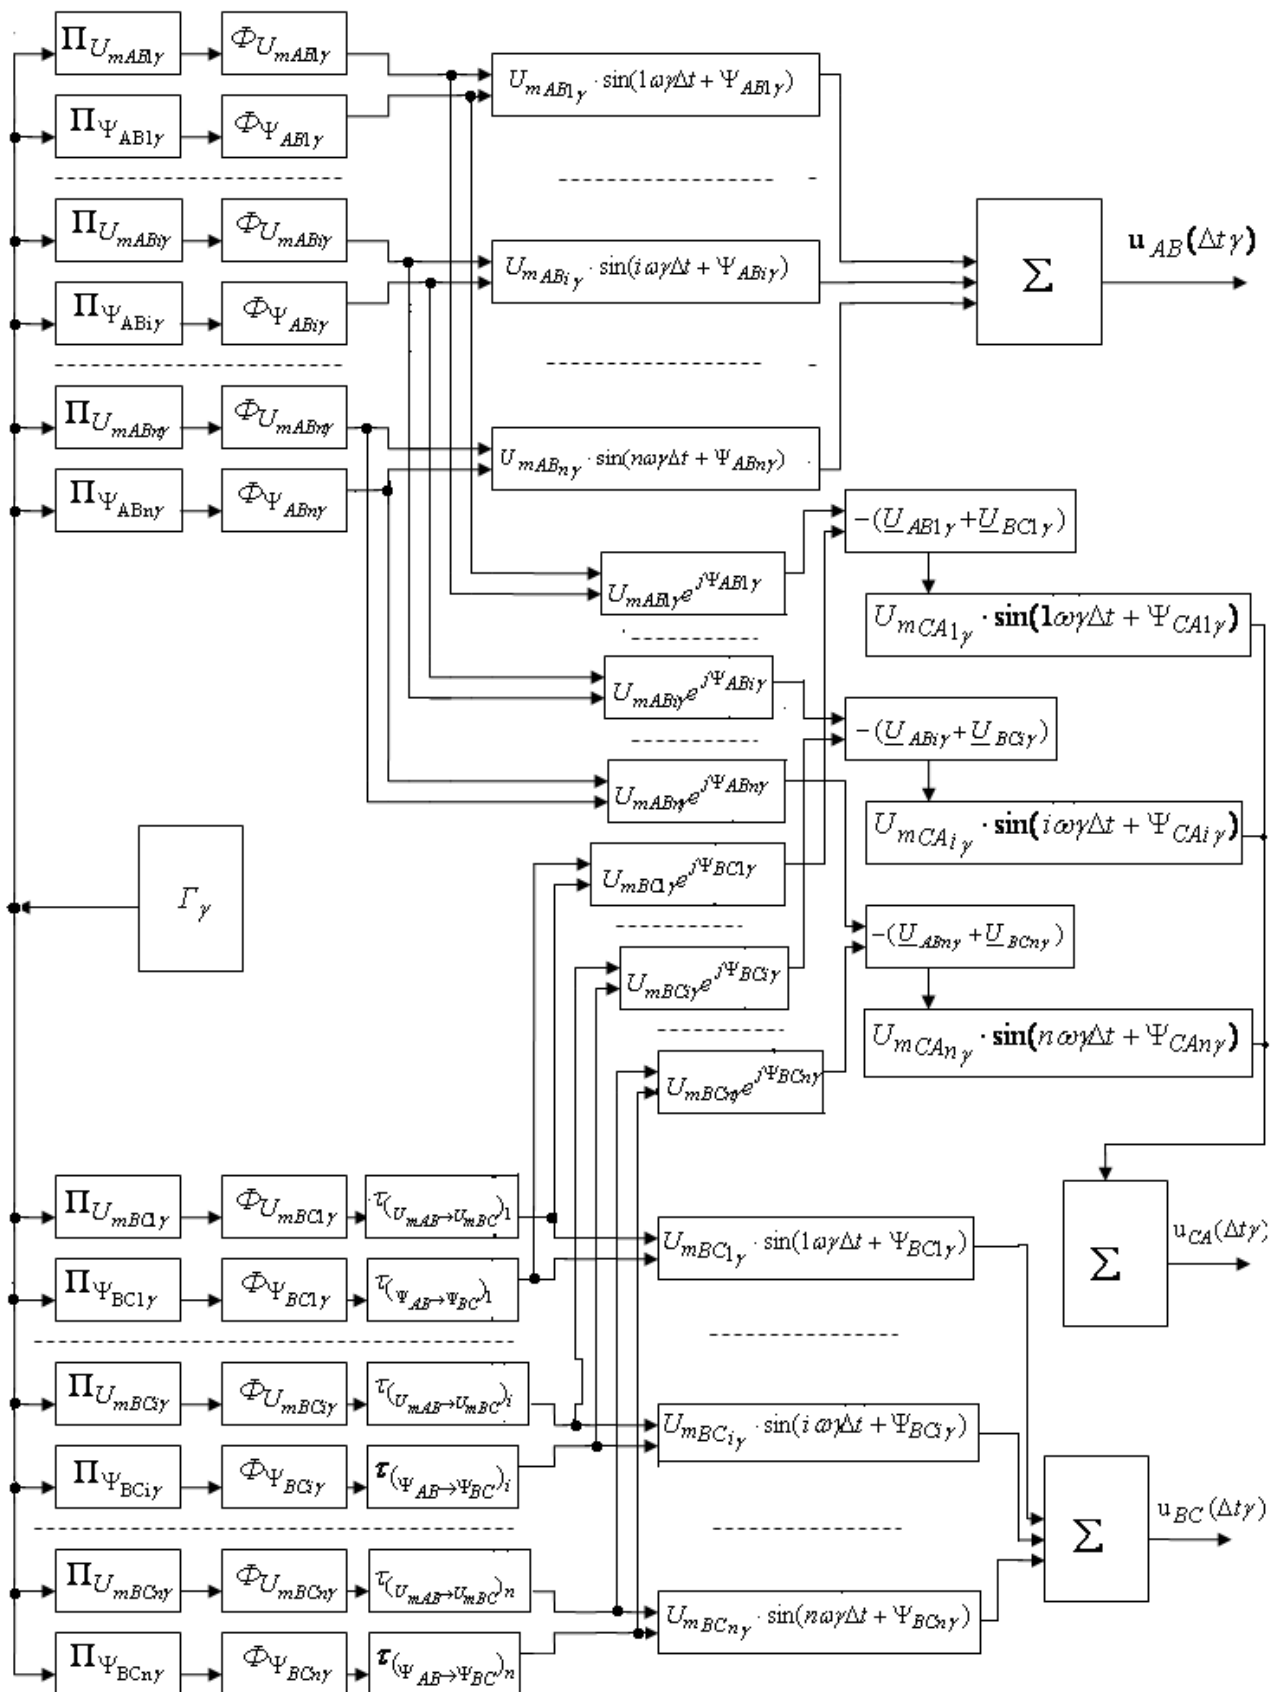 Π_{U_{mAB1γ}} Φ_{U_{mAB1γ}}
U_{mAB1γ} · sin(1ωγΔt + Ψ_{AB1γ})
Π_{Ψ_{AB1γ}} Φ_{Ψ_{AB1γ}}
Π_{U_{mABiγ}} Φ_{U_{mABiγ}}
U_{mABiγ} · sin(iωγΔt + Ψ_{ABiγ})
Σ
u_{AB}(Δtγ)
Π_{Ψ_{ABiγ}} Φ_{Ψ_{ABiγ}}
Π_{U_{mABnγ}} Φ_{U_{mABnγ}}
U_{mABnγ} · sin(nωγΔt + Ψ_{ABnγ})
Π_{Ψ_{ABnγ}} Φ_{Ψ_{ABnγ}}
-(U_{AB1γ} + U_{BC1γ})
U_{mAB1γ}e^{jΨ_{AB1γ}}
U_{mCA1γ} · sin(1ωγΔt + Ψ_{CA1γ})
U_{mABiγ}e^{jΨ_{ABiγ}}
-(U_{ABiγ} + U_{BCiγ})
U_{mABnγ}e^{jΨ_{ABnγ}}
U_{mCAiγ} · sin(iωγΔt + Ψ_{CAiγ})
U_{mBC1γ}e^{jΨ_{BC1γ}}
Γ_γ
-(U_{ABnγ} + U_{BCnγ})
U_{mBCiγ}e^{jΨ_{BCiγ}}
U_{mCAnγ} · sin(nωγΔt + Ψ_{CAnγ})
U_{mBCnγ}e^{jΨ_{BCnγ}}
Π_{U_{mBC1γ}} Φ_{U_{mBC1γ}} τ_{(U_{mAB}→U_{mBC})1}
U_{mBC1γ} · sin(1ωγΔt + Ψ_{BC1γ})
Σ
u_{CA}(Δtγ)
Π_{Ψ_{BC1γ}} Φ_{Ψ_{BC1γ}} τ_{(Ψ_{AB}→Ψ_{BC})1}
Π_{U_{mBCiγ}} Φ_{U_{mBCiγ}} τ_{(U_{mAB}→U_{mBC})i}
U_{mBCiγ} · sin(iωγΔt + Ψ_{BCiγ})
Π_{Ψ_{BCiγ}} Φ_{Ψ_{BCiγ}} τ_{(Ψ_{AB}→Ψ_{BC})i}
Σ
u_{BC}(Δtγ)
Π_{U_{mBCnγ}} Φ_{U_{mBCnγ}} τ_{(U_{mAB}→U_{mBC})n}
U_{mBCnγ} · sin(nωγΔt + Ψ_{BCnγ})
Π_{Ψ_{BCnγ}} Φ_{Ψ_{BCnγ}} τ_{(Ψ_{AB}→Ψ_{BC})n}